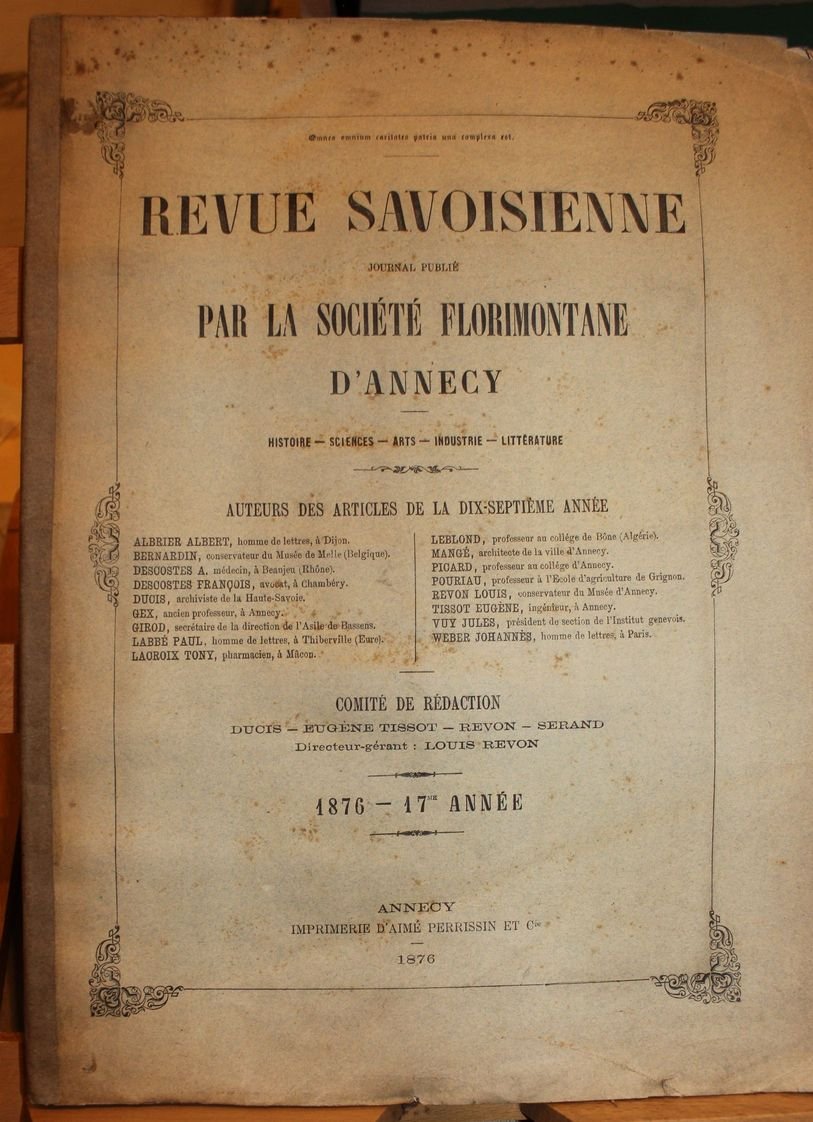 Omnes omnium caritates patria una complexa est.
REVUE SAVOISIENNE
JOURNAL PUBLIÉ
PAR LA SOCIÉTÉ FLORIMONTANE
D'ANNECY
HISTOIRE — SCIENCES — ARTS — INDUSTRIE — LITTÉRATURE
AUTEURS DES ARTICLES DE LA DIX-SEPTIÈME ANNÉE
ALBRIER ALBERT, homme de lettres, à Dijon.
BERNARDIN, conservateur du Musée de Melle (Belgique).
DESCOSTES A. médecin, à Beaujeu (Rhône).
DESCOSTES FRANÇOIS, avocat, à Chambéry.
DUCIS, archiviste de la Haute-Savoie.
GEX, ancien professeur, à Annecy.
GIROD, secrétaire de la direction de l'Asile de Bassens.
LABBÉ PAUL, homme de lettres, à Thiberville (Eure).
LACROIX TONY, pharmacien, à Mâcon.
LEBLOND, professeur au collége de Bône (Algérie).
MANGÉ, architecte de la ville d'Annecy.
PICARD, professeur au collége d'Annecy.
POURIAU, professeur à l'Ecole d'agriculture de Grignon.
REVON LOUIS, conservateur du Musée d'Annecy.
TISSOT EUGÈNE, ingénieur, à Annecy.
VUY JULES, président de section de l'Institut genevois.
WEBER JOHANNÈS, homme de lettres, à Paris.
COMITÉ DE RÉDACTION
DUCIS — EUGÈNE TISSOT — REVON — SERAND
Directeur-gérant : LOUIS REVON
1876 — 17me ANNÉE
ANNECY
IMPRIMERIE D'AIMÉ PERRISSIN ET Cie
1876